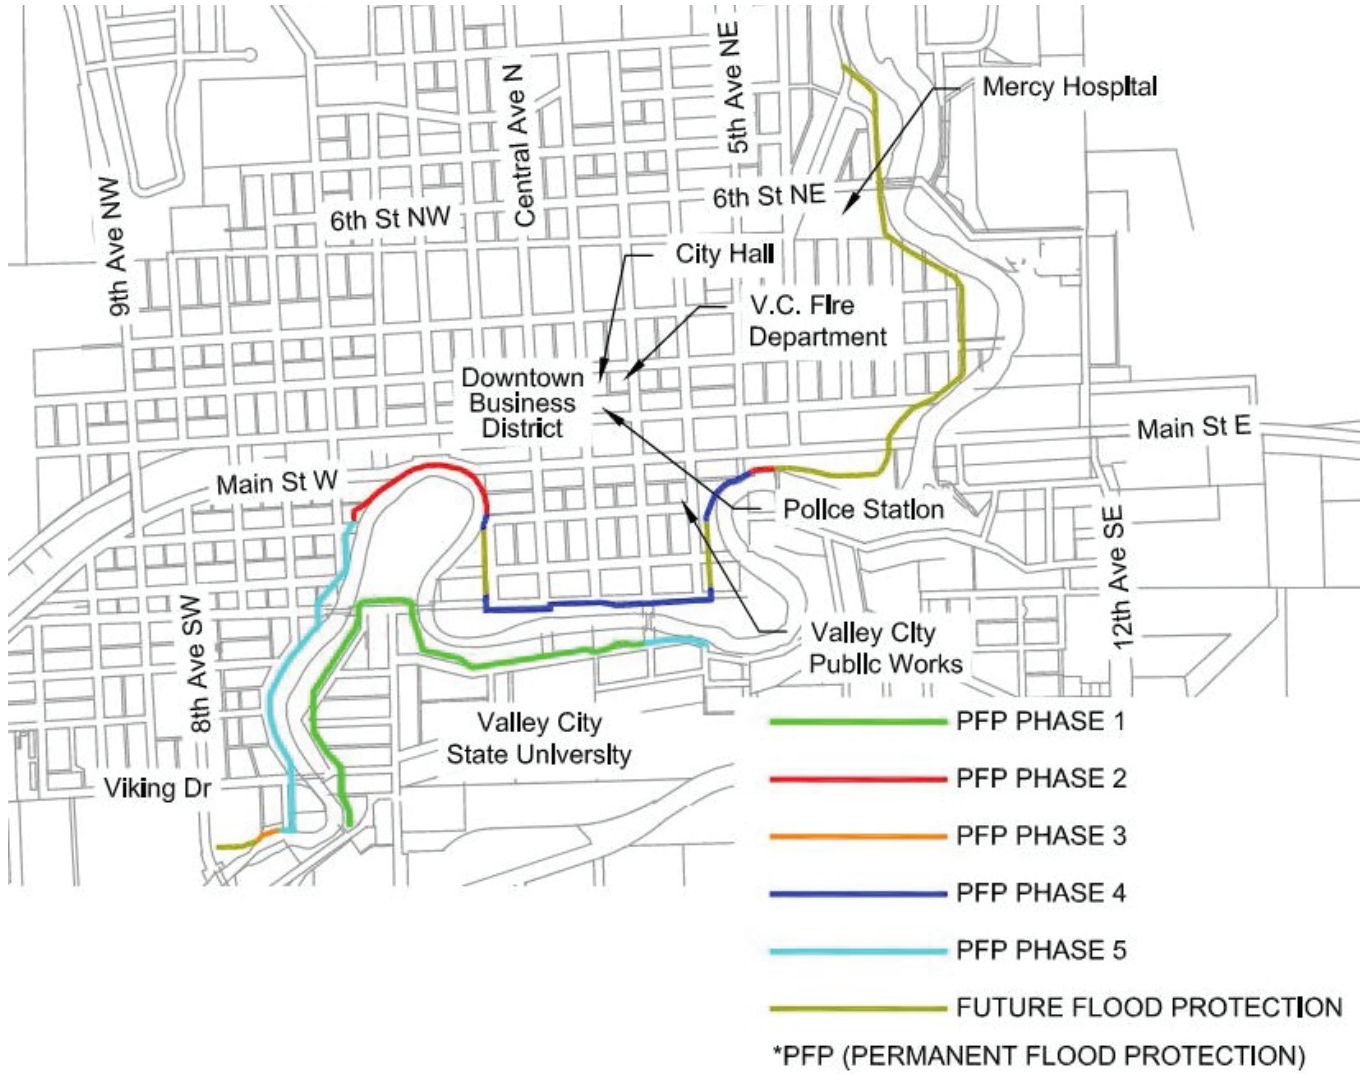 5th Ave NE
Mercy Hospital
Central Ave N
9th Ave NW
6th St NE
6th St NW
City Hall
V.C. Fire
Department
Downtown
Business
District
Main St E
Main St W
Police Station
12th Ave SE
8th Ave SW
Valley City
Public Works
Valley City
State University
Viking Dr
PFP PHASE 1
PFP PHASE 2
PFP PHASE 3
PFP PHASE 4
PFP PHASE 5
FUTURE FLOOD PROTECTION
*PFP (PERMANENT FLOOD PROTECTION)